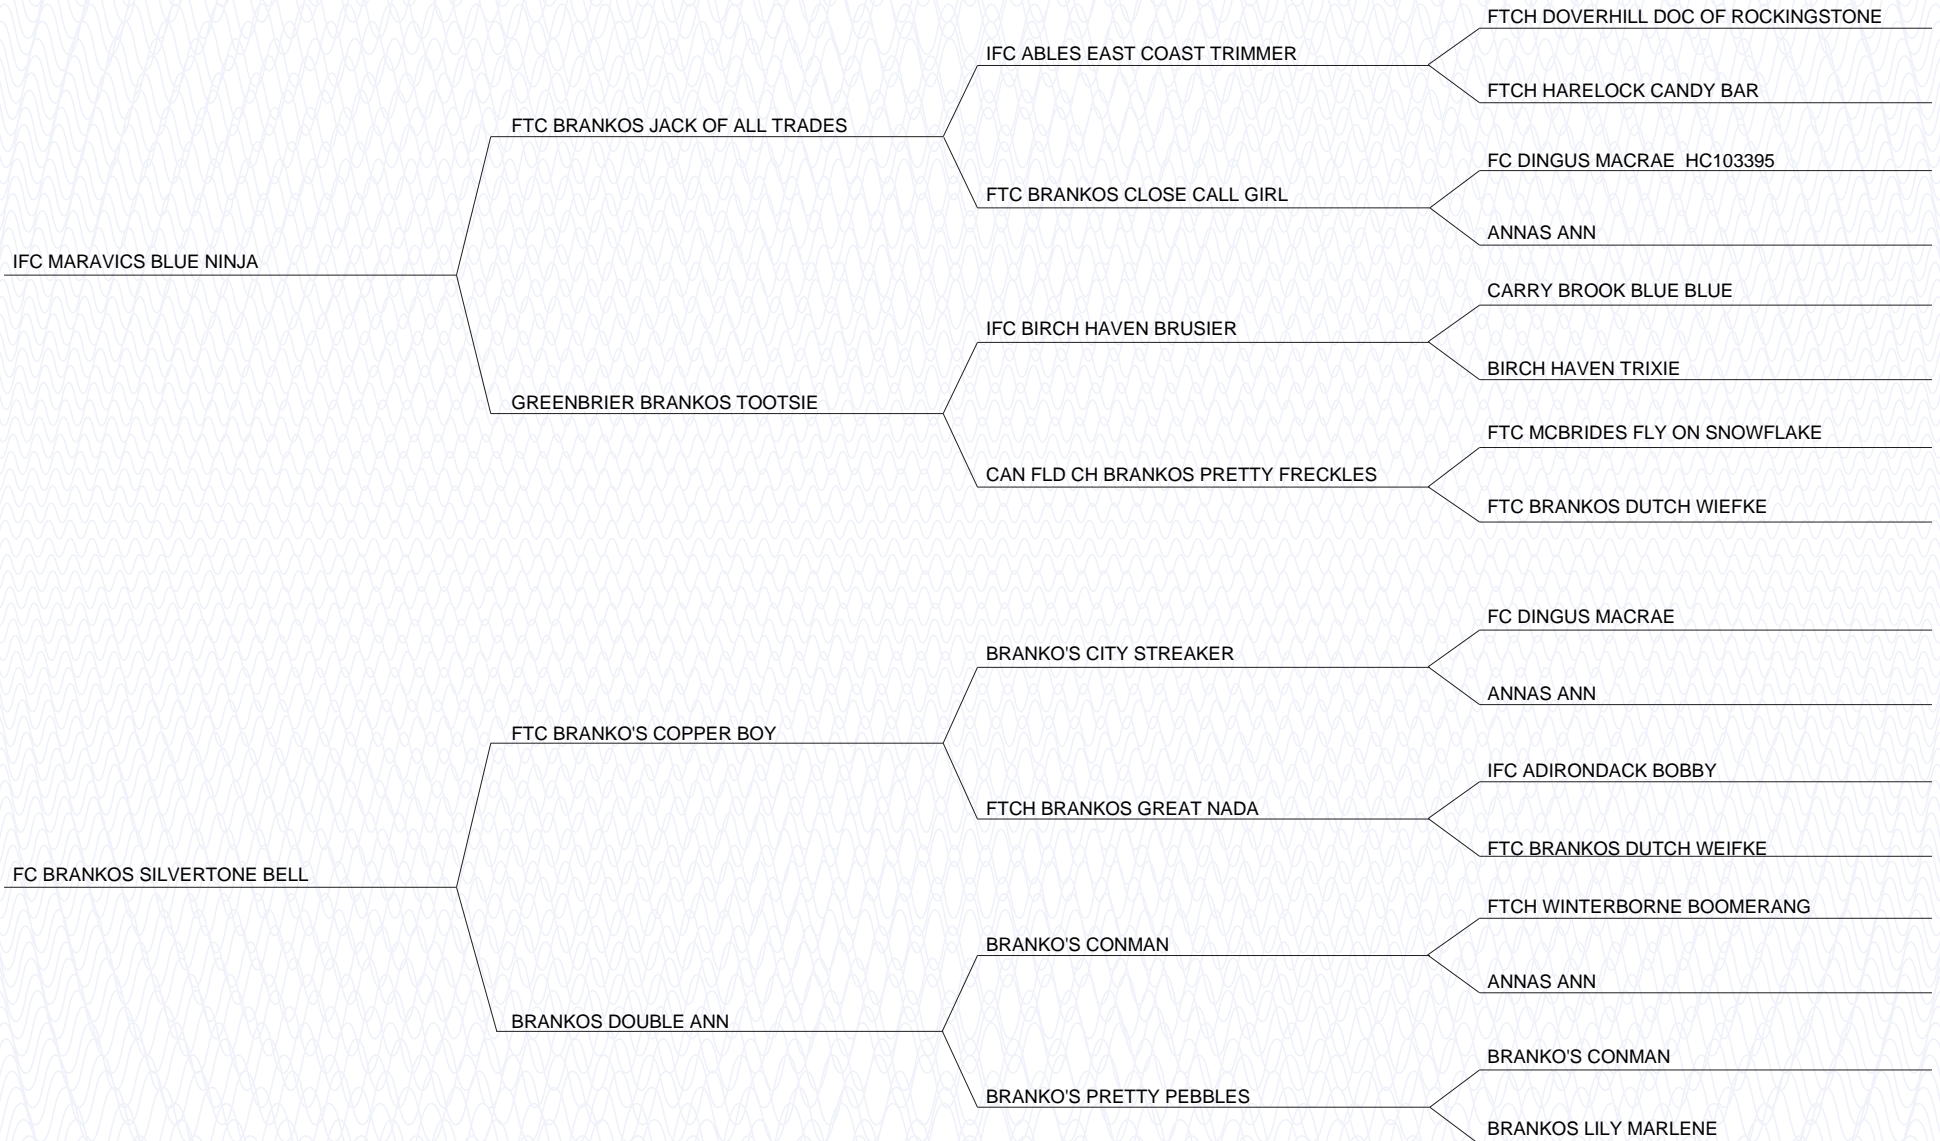 FTCH DOVERHILL DOC OF ROCKINGSTONE
IFC ABLES EAST COAST TRIMMER
FTCH HARELOCK CANDY BAR
FTC BRANKOS JACK OF ALL TRADES
FC DINGUS MACRAE  HC103395
FTC BRANKOS CLOSE CALL GIRL
ANNAS ANN
IFC MARAVICS BLUE NINJA
CARRY BROOK BLUE BLUE
IFC BIRCH HAVEN BRUSIER
BIRCH HAVEN TRIXIE
GREENBRIER BRANKOS TOOTSIE
FTC MCBRIDES FLY ON SNOWFLAKE
CAN FLD CH BRANKOS PRETTY FRECKLES
FTC BRANKOS DUTCH WIEFKE
FC DINGUS MACRAE
BRANKO'S CITY STREAKER
ANNAS ANN
FTC BRANKO'S COPPER BOY
IFC ADIRONDACK BOBBY
FTCH BRANKOS GREAT NADA
FTC BRANKOS DUTCH WEIFKE
FC BRANKOS SILVERTONE BELL
FTCH WINTERBORNE BOOMERANG
BRANKO'S CONMAN
ANNAS ANN
BRANKOS DOUBLE ANN
BRANKO'S CONMAN
BRANKO'S PRETTY PEBBLES
BRANKOS LILY MARLENE